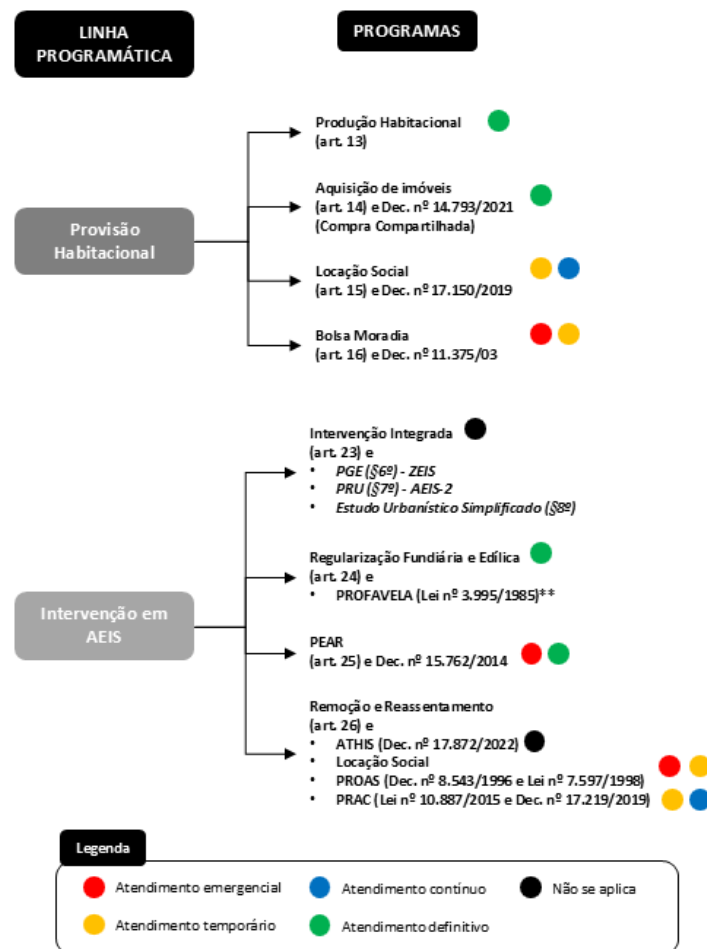 LINHA
PROGRAMÁTICA
PROGRAMAS
Provisão
Habitacional
Produção Habitacional
(art. 13)
Aquisição de imóveis
(art. 14) e Dec. nº 14.793/2021
(Compra Compartilhada)
Locação Social
(art. 15) e Dec. nº 17.150/2019
Bolsa Moradia
(art. 16) e Dec. nº 11.375/03
Intervenção em
AEIS
Intervenção Integrada
(art. 23) e
• PGE (§6º) - ZEIS
• PRU (§7º) - AEIS-2
• Estudo Urbanístico Simplificado (§8º)
Regularização Fundiária e Edílica
(art. 24) e
• PROFAVELA (Lei nº 3.995/1985)**
PEAR
(art. 25) e Dec. nº 15.762/2014
Remoção e Reassentamento
(art. 26) e
• ATHIS (Dec. nº 17.872/2022)
• Locação Social
• PROAS (Dec. nº 8.543/1996 e Lei nº 7.597/1998)
• PRAC (Lei nº 10.887/2015 e Dec. nº 17.219/2019)
Legenda
Atendimento emergencial
Atendimento contínuo
Não se aplica
Atendimento temporário
Atendimento definitivo